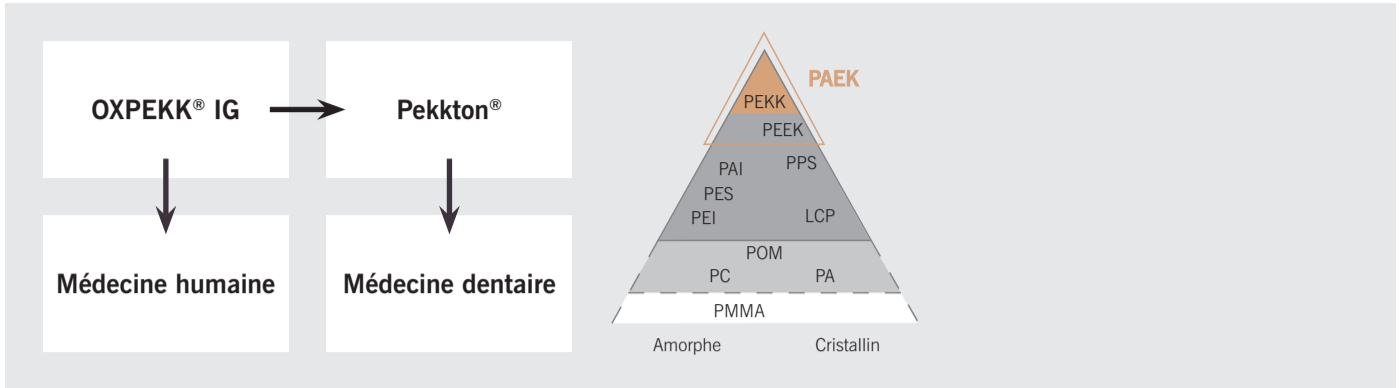 OXPEKK® IG
Pekkton®
Médecine humaine
Médecine dentaire
PAEK
PEKK
PEEK
PAI
PPS
PES
PEI
LCP
POM
PC
PA
PMMA
Amorphe
Cristallin